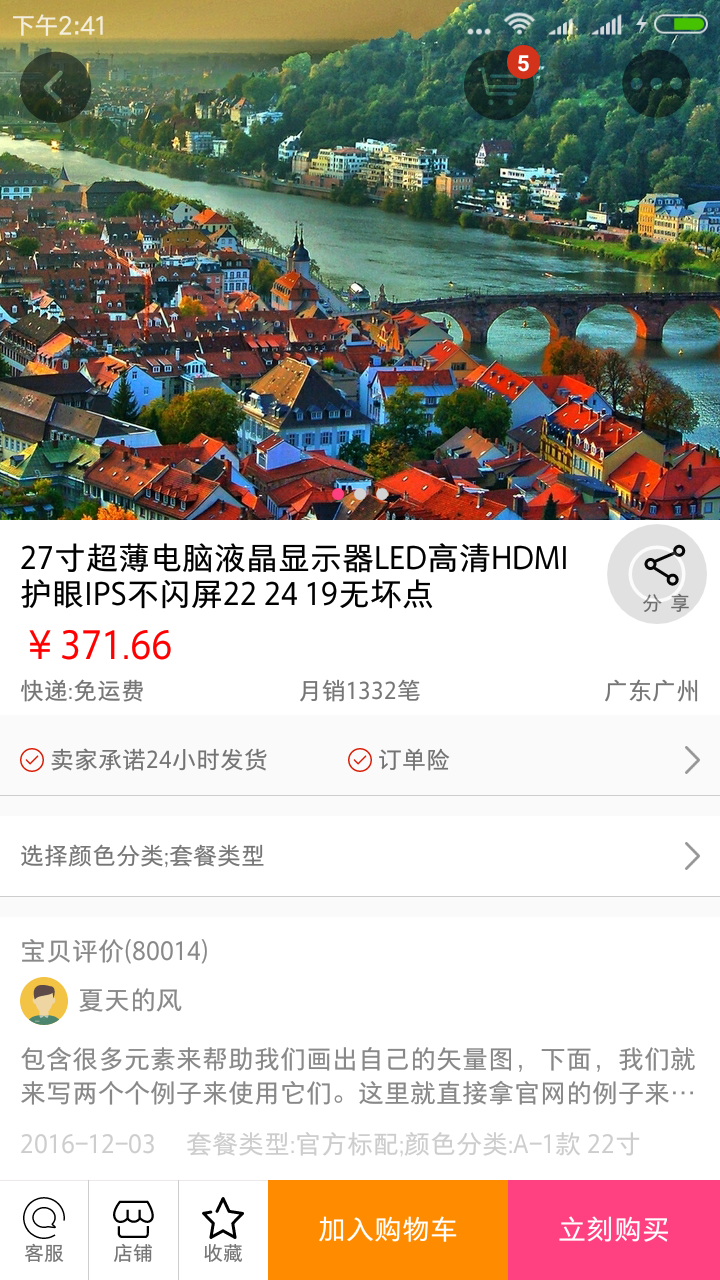 下午2:41
5
27寸超薄电脑液晶显示器LED高清HDMI
护眼IPS不闪屏22 24 19无坏点
分享
￥371.66
快递:免运费
月销1332笔
广东广州
卖家承诺24小时发货
订单险
选择颜色分类;套餐类型
宝贝评价(80014)
夏天的风
包含很多元素来帮助我们画出自己的矢量图，下面，我们就
来写两个个例子来使用它们。这里就直接拿官网的例子来…
2016-12-03 套餐类型:官方标配;颜色分类:A-1款 22寸
客服
店铺
收藏
加入购物车
立刻购买